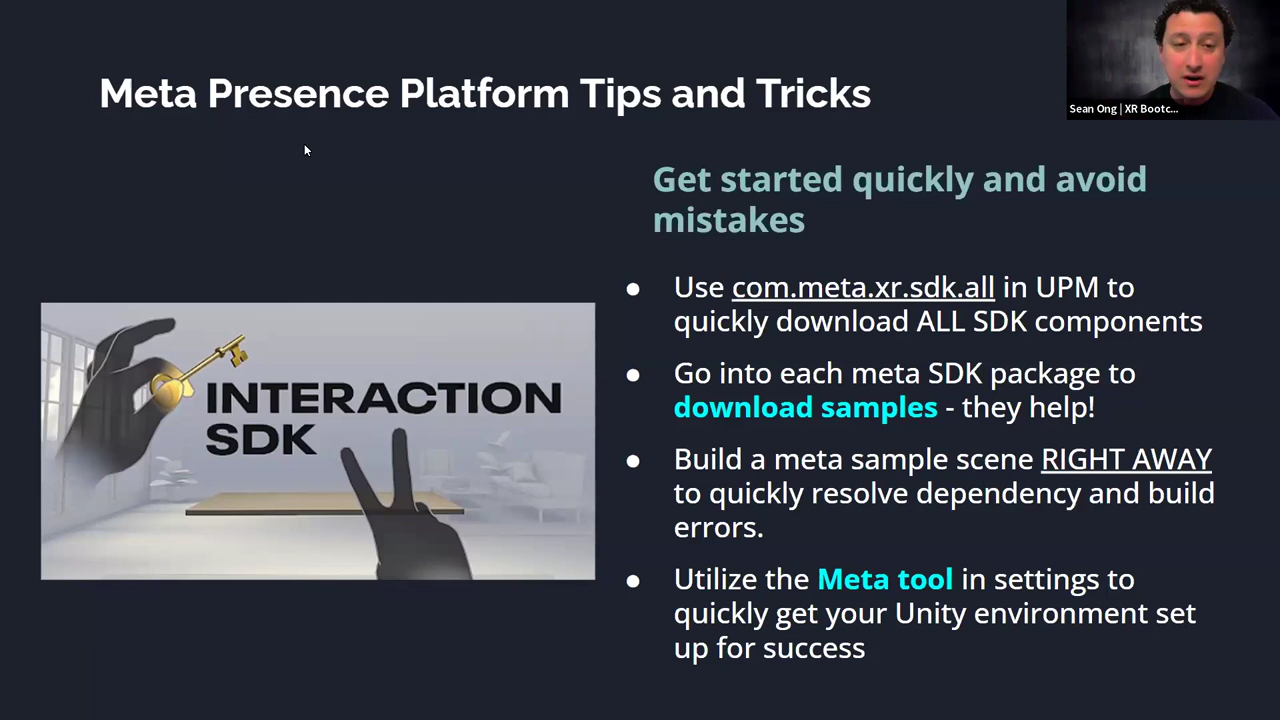 Meta Presence Platform Tips and Tricks
Sean Ong | XR Bootc...
Get started quickly and avoid
mistakes
INTERACTION
SDK
● Use com.meta.xr.sdk.all in UPM to
quickly download ALL SDK components
● Go into each meta SDK package to
download samples - they help!
● Build a meta sample scene RIGHT AWAY
to quickly resolve dependency and build
errors.
● Utilize the Meta tool in settings to
quickly get your Unity environment set
up for success